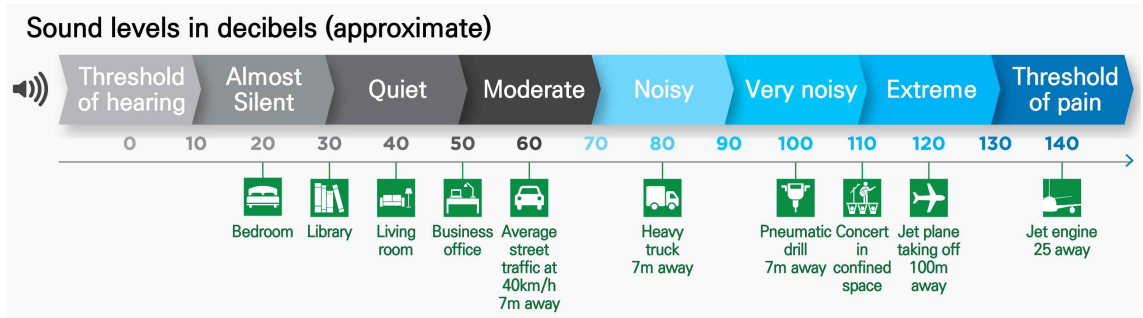 Sound levels in decibels (approximate)
Threshold
of hearing
Almost
Silent
Quiet
Moderate
Noisy
Very noisy
Extreme
Threshold
of pain
0 10 20 30 40 50 60 70 80 90 100 110 120 130 140
Bedroom
Library
Living
room
Business
office
Average
street
traffic at
40km/h
7m away
Heavy
truck
7m away
Pneumatic
drill
7m away
Concert
in
confined
space
Jet plane
taking off
100m
away
Jet engine
25 away